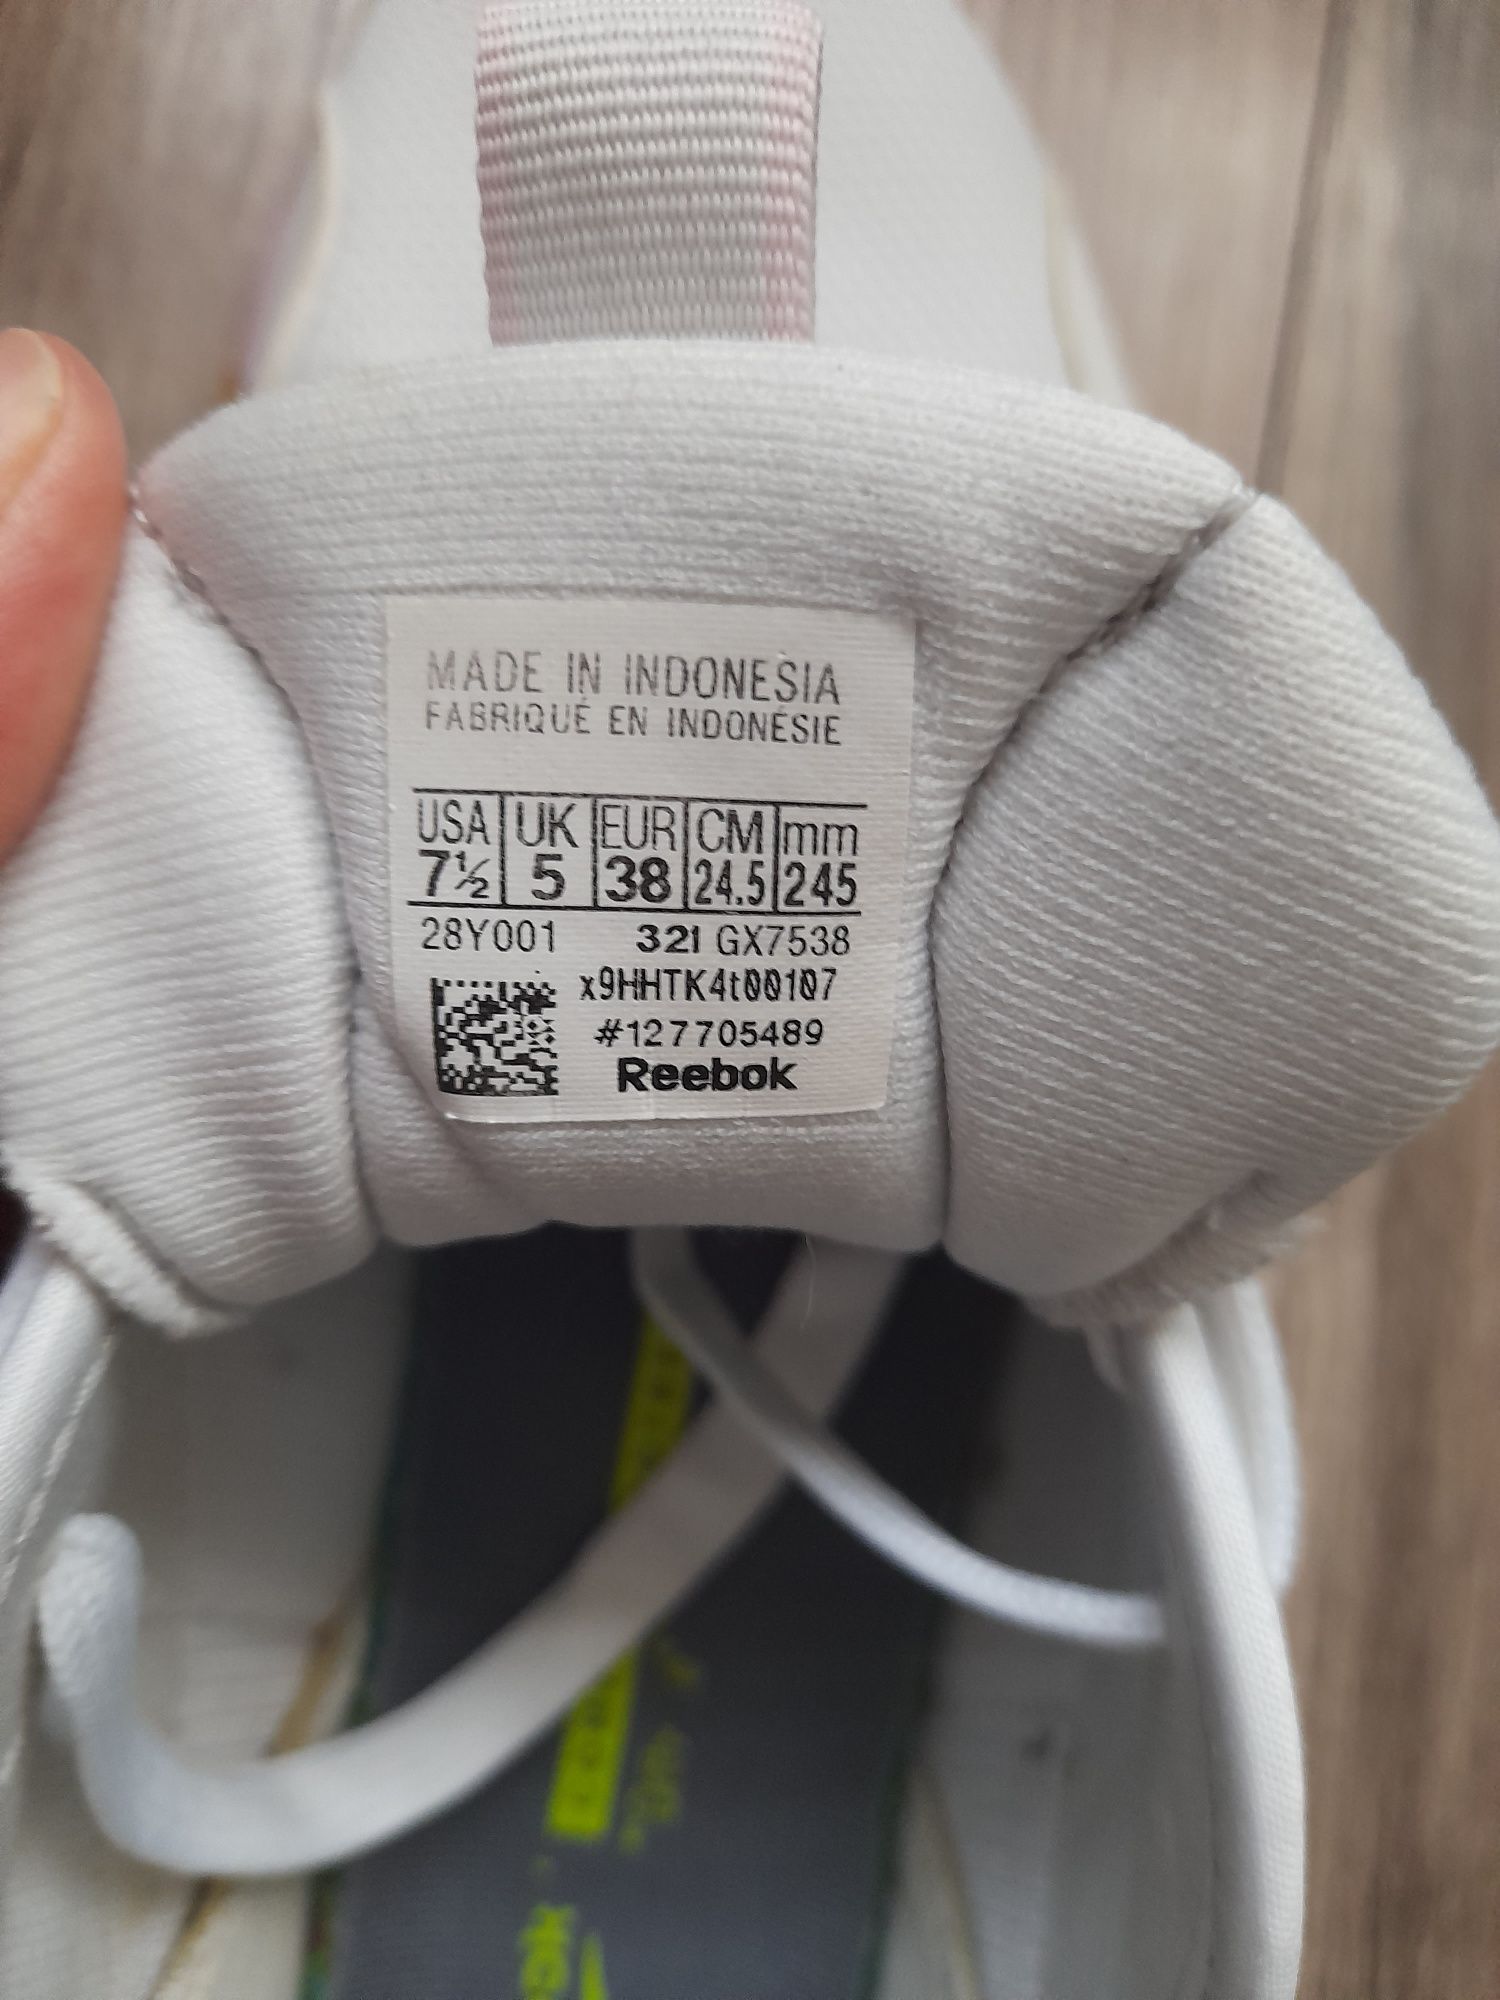 MADE IN INDONESIA
FABRIQUÉ EN INDONÉSIE
USA UK EUR CM mm
7½ 5 38 24.5 245
28Y001 321 GX7538
x9HHTK4t00107
#127705489
Reebok